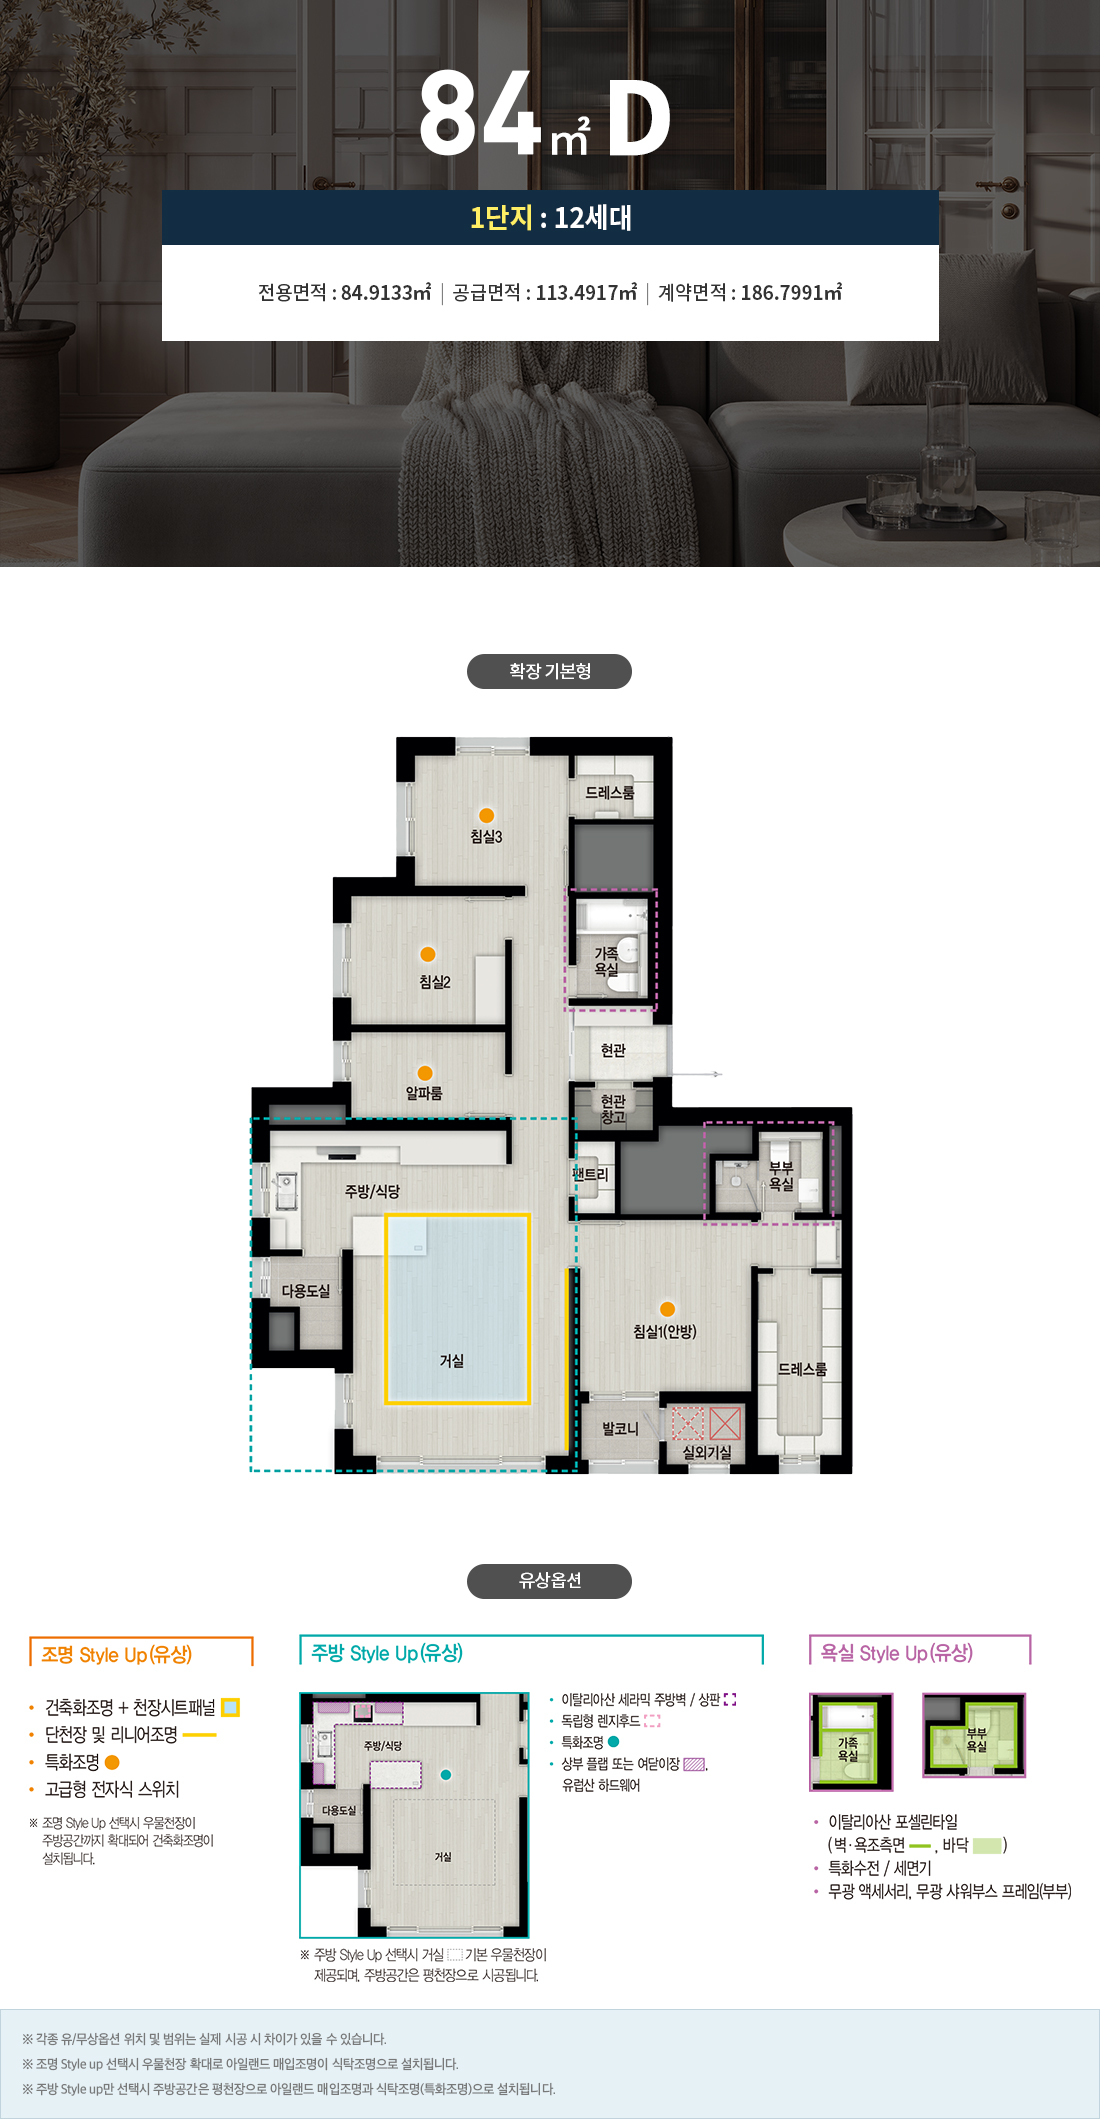 84㎡ D
1단지 : 12세대
전용면적 : 84.9133㎡ | 공급면적 : 113.4917㎡ | 계약면적 : 186.7991㎡
확장 기본형
드레스룸
침실3
가족
욕실
침실2
현관
알파룸
현관
창고
팬트리
부부
욕실
주방/식당
다용도실
침실1(안방)
거실
드레스룸
발코니
실외기실
유상옵션
조명 Style Up(유상)
• 건축화조명 + 천장시트패널
• 단천장 및 리니어조명
• 특화조명
• 고급형 전자식 스위치
※ 조명 Style Up 선택시 우물천장이
주방공간까지 확대되어 건축화조명이
설치됩니다.
주방 Style Up(유상)
주방/식당
다용도실
거실
• 이탈리아산 세라믹 주방벽 / 상판
• 독립형 렌지후드
• 특화조명
• 상부 플랩 또는 여닫이장 ,
유럽산 하드웨어
※ 주방 Style Up 선택시 거실 기본 우물천장이
제공되며, 주방공간은 평천장으로 시공됩니다.
욕실 Style Up(유상)
가족
욕실
부부
욕실
• 이탈리아산 포셀린타일
(벽·욕조측면 , 바닥 )
• 특화수전 / 세면기
• 무광 액세서리, 무광 샤워부스 프레임(부부)
※ 각종 유/무상옵션 위치 및 범위는 실제 시공 시 차이가 있을 수 있습니다.
※ 조명 Style up 선택시 우물천장 확대로 아일랜드 매입조명이 식탁조명으로 설치됩니다.
※ 주방 Style up만 선택시 주방공간은 평천장으로 아일랜드 매입조명과 식탁조명(특화조명)으로 설치됩니다.